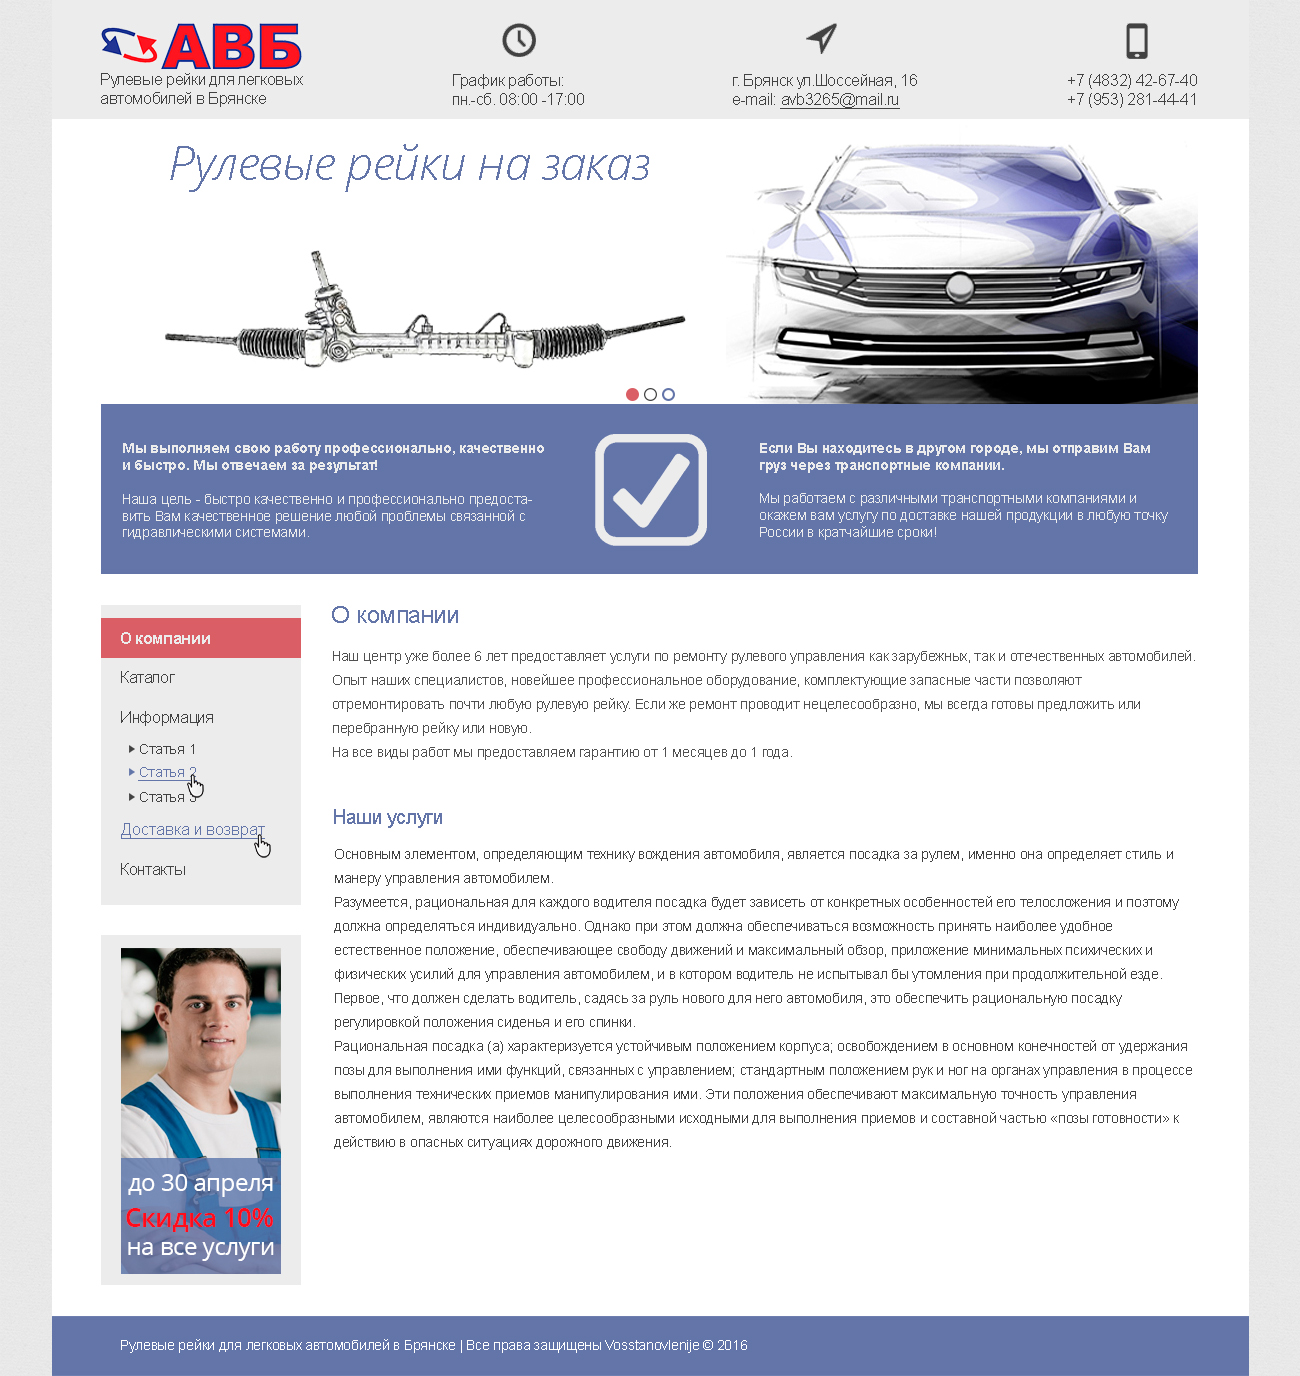 АВБ
Рулевые рейки для легковых
автомобилей в Брянске
График работы:
пн.-сб. 08:00 -17:00
г. Брянск ул.Шоссейная, 16
e-mail: avb3265@mail.ru
+7 (4832) 42-67-40
+7 (953) 281-44-41
Рулевые рейки на заказ
Мы выполняем свою работу профессионально, качественно
и быстро. Мы отвечаем за результат!
Наша цель - быстро качественно и профессионально предоста-
вить Вам качественное решение любой проблемы связанной с
гидравлическими системами.
Если Вы находитесь в другом городе, мы отправим Вам
груз через транспортные компании.
Мы работаем с различными транспортными компаниями и
окажем вам услугу по доставке нашей продукции в любую точку
России в кратчайшие сроки!
О компании
Каталог
Информация
Статья 1
Статья 2
Статья 3
Доставка и возврат
Контакты
до 30 апреля
Скидка 10%
на все услуги
О компании
Наш центр уже более 6 лет предоставляет услуги по ремонту рулевого управления как зарубежных, так и отечественных автомобилей.
Опыт наших специалистов, новейшее профессиональное оборудование, комплектующие запасные части позволяют
отремонтировать почти любую рулевую рейку. Если же ремонт проводит нецелесообразно, мы всегда готовы предложить или
перебранную рейку или новую.
На все виды работ мы предоставляем гарантию от 1 месяцев до 1 года.
Наши услуги
Основным элементом, определяющим технику вождения автомобиля, является посадка за рулем, именно она определяет стиль и
манеру управления автомобилем.
Разумеется, рациональная для каждого водителя посадка будет зависеть от конкретных особенностей его телосложения и поэтому
должна определяться индивидуально. Однако при этом должна обеспечиваться возможность принять наиболее удобное
естественное положение, обеспечивающее свободу движений и максимальный обзор, приложение минимальных психических и
физических усилий для управления автомобилем, и в котором водитель не испытывал бы утомления при продолжительной езде.
Первое, что должен сделать водитель, садясь за руль нового для него автомобиля, это обеспечить рациональную посадку
регулировкой положения сиденья и его спинки.
Рациональная посадка (а) характеризуется устойчивым положением корпуса; освобождением в основном конечностей от удержания
позы для выполнения ими функций, связанных с управлением; стандартным положением рук и ног на органах управления в процессе
выполнения технических приемов манипулирования ими. Эти положения обеспечивают максимальную точность управления
автомобилем, являются наиболее целесообразными исходными для выполнения приемов и составной частью «позы готовности» к
действию в опасных ситуациях дорожного движения.
Рулевые рейки для легковых автомобилей в Брянске | Все права защищены Vosstanovlenije © 2016